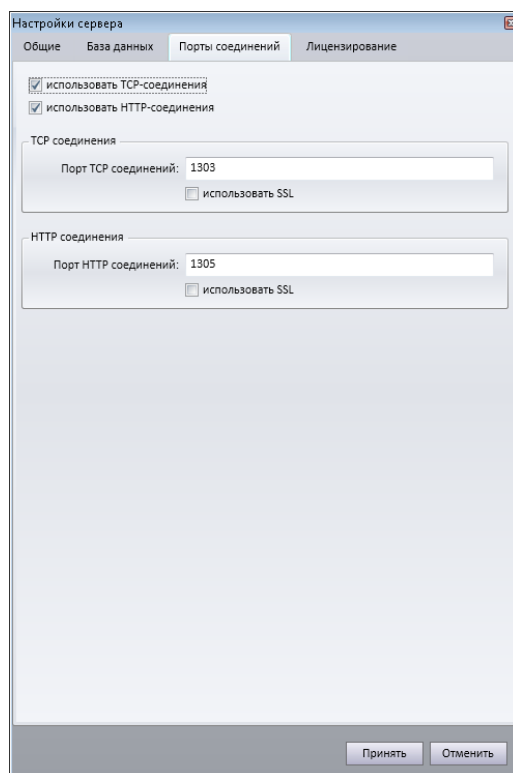 Настройки сервера
Общие База данных Порты соединений Лицензирование
использовать TCP-соединения
использовать HTTP-соединения
TCP соединения
Порт TCP соединений: 1303
использовать SSL
HTTP соединения
Порт HTTP соединений: 1305
использовать SSL
Принять Отменить